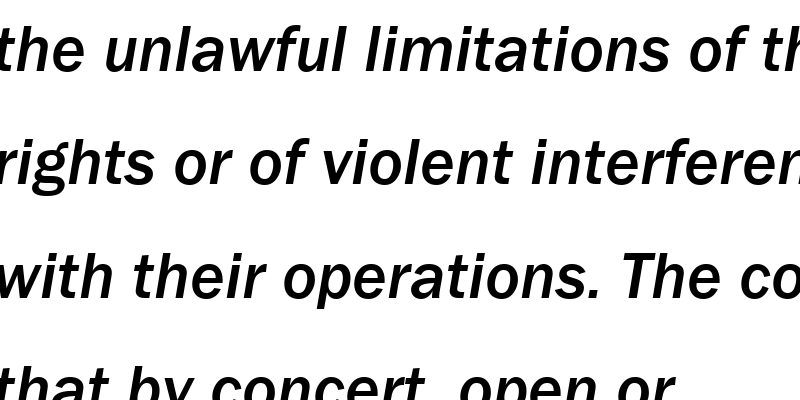 the unlawful limitations of th
rights or of violent interferen
with their operations. The co
that by concert, open or